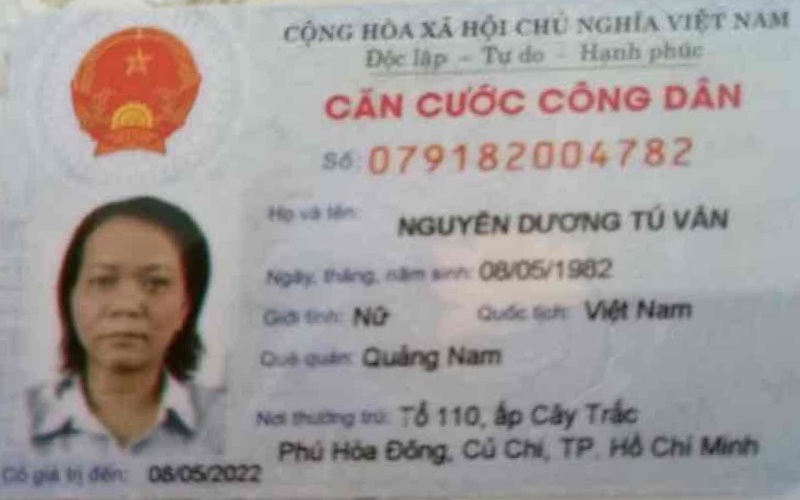 CỘNG HÒA XÃ HỘI CHỦ NGHĨA VIỆT NAM
Độc lập - Tự do - Hạnh phúc
CĂN CƯỚC CÔNG DÂN
Số: 079182004782
Họ và tên: NGUYỄN DƯƠNG TÚ VÂN
Ngày, tháng, năm sinh: 08/05/1982
Giới tính: Nữ Quốc tịch: Việt Nam
Quê quán: Quảng Nam
Nơi thường trú: Tổ 110, ấp Cây Trắc
Phú Hòa Đông, Củ Chi, TP. Hồ Chí Minh
Có giá trị đến: 08/05/2022